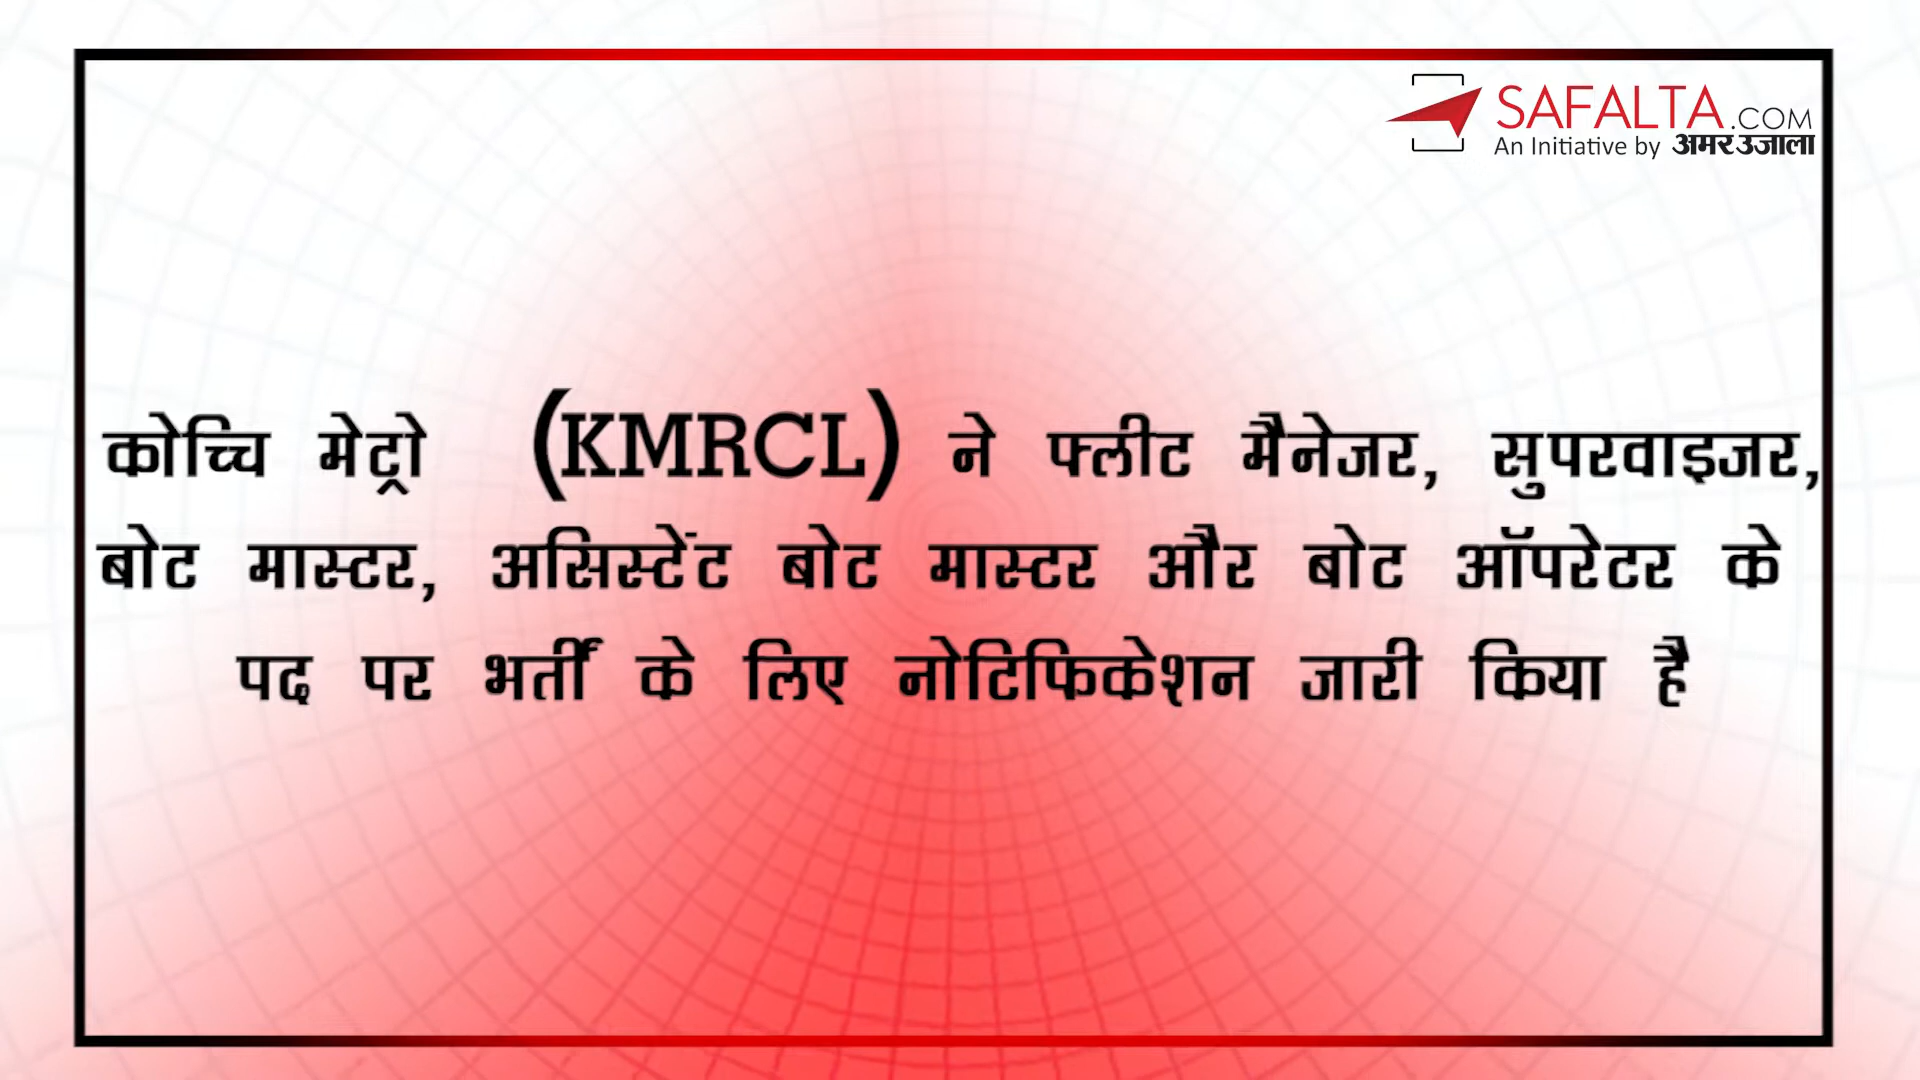 SAFALTA.COM
An Initiative by अमर उजाला
कोच्चि मेट्रो (KMRCL) ने फ्लीट मैनेजर, सुपरवाइजर,
बोट मास्टर, असिस्टेंट बोट मास्टर और बोट ऑपरेटर के
पद पर भर्ती के लिए नोटिफिकेशन जारी किया है